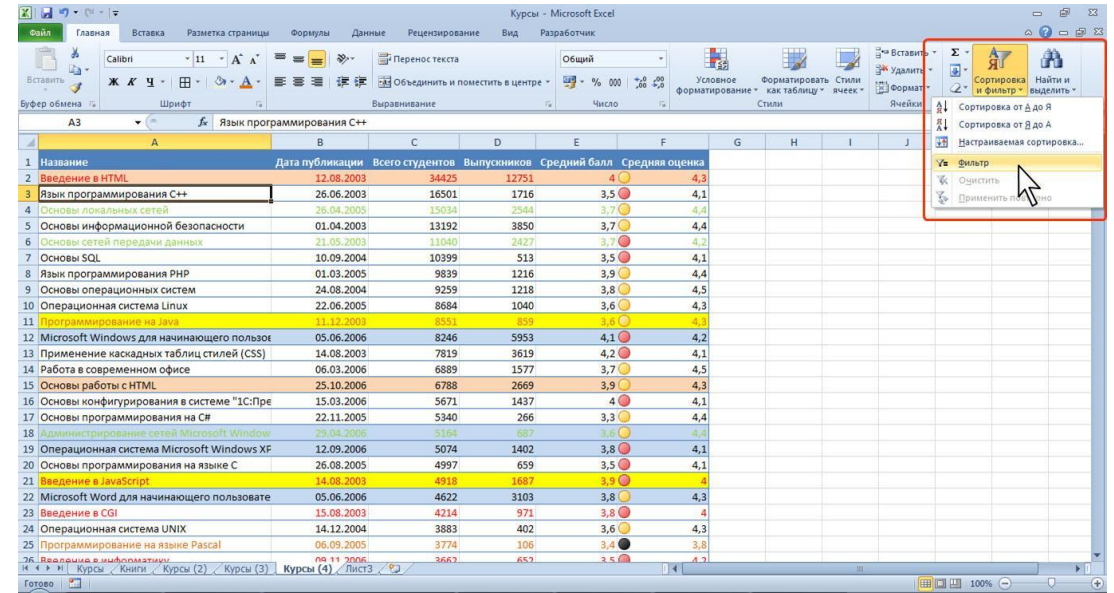 Курсы - Microsoft Excel
Файл Главная Вставка Разметка страницы Формулы Данные Рецензирование Вид Разработчик
Calibri 11 Перенос текста Общий Вставить Σ
Вставить Ж К Ч Объединить и поместить в центре % 000 Условное форматирование Форматировать как таблицу Стили ячеек Удалить Формат Сортировка и фильтр Найти и выделить
Буфер обмена Шрифт Выравнивание Число Стили Ячейки
Сортировка от А до Я
Сортировка от Я до А
Настраиваемая сортировка...
Фильтр
Очистить
Применить
A3 fx Язык программирования C++
A B C D E F G H I J
1 Название Дата публикации Всего студентов Выпускников Средний балл Средняя оценка
2 Введение в HTML 12.08.2003 34425 12751 4 4,3
3 Язык программирования C++ 26.06.2003 16501 1716 3,5 4,1
4 Основы локальных сетей 26.04.2005 15034 2544 3,7 4,4
5 Основы информационной безопасности 01.04.2003 13192 3850 3,7 4,4
6 Основы сетей передачи данных 21.05.2003 11040 2427 3,7 4,2
7 Основы SQL 10.09.2004 10399 513 3,5 4,1
8 Язык программирования PHP 01.03.2005 9839 1216 3,9 4,4
9 Основы операционных систем 24.08.2004 9259 1218 3,8 4,5
10 Операционная система Linux 22.06.2005 8684 1040 3,6 4,3
11 Программирование на Java 11.12.2003 8551 859 3,6 4,3
12 Microsoft Windows для начинающего пользов 05.06.2006 8246 5953 4,1 4,2
13 Применение каскадных таблиц стилей (CSS) 14.08.2003 7819 3619 4,2 4,1
14 Работа в современном офисе 06.03.2006 6889 1577 3,7 4,5
15 Основы работы с HTML 25.10.2006 6788 2669 3,9 4,3
16 Основы конфигурирования в системе "1С:Пре 15.03.2006 5671 1437 4 4,1
17 Основы программирования на C# 22.11.2005 5340 266 3,3 4,4
18 Администрирование сетей Microsoft Window 29.04.2006 5164 687 3,6 4,4
19 Операционная система Microsoft Windows XP 12.09.2006 5074 1402 3,8 4,1
20 Основы программирования на языке C 26.08.2005 4997 659 3,5 4,1
21 Введение в JavaScript 14.08.2003 4918 1687 3,9 4
22 Microsoft Word для начинающего пользовате 05.06.2006 4622 3103 3,8 4,3
23 Введение в CGI 15.08.2003 4214 971 3,8 4
24 Операционная система UNIX 14.12.2004 3883 402 3,6 4,3
25 Программирование на языке Pascal 06.09.2005 3774 106 3,4 3,8
26 Введение в информатику 09.11.2006 3662 652 3,5 4,2
Курсы Книги Курсы (2) Курсы (3) Курсы (4) Лист3
Готово 100%